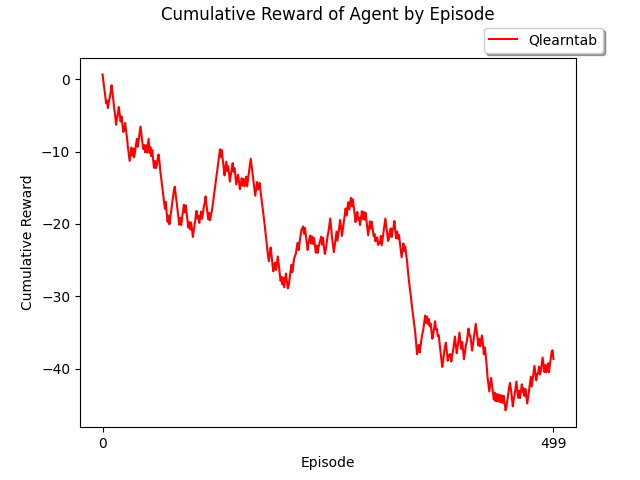 Cumulative Reward of Agent by Episode
Qlearntab
0
−10
−20
−30
−40
Cumulative Reward
0
499
Episode